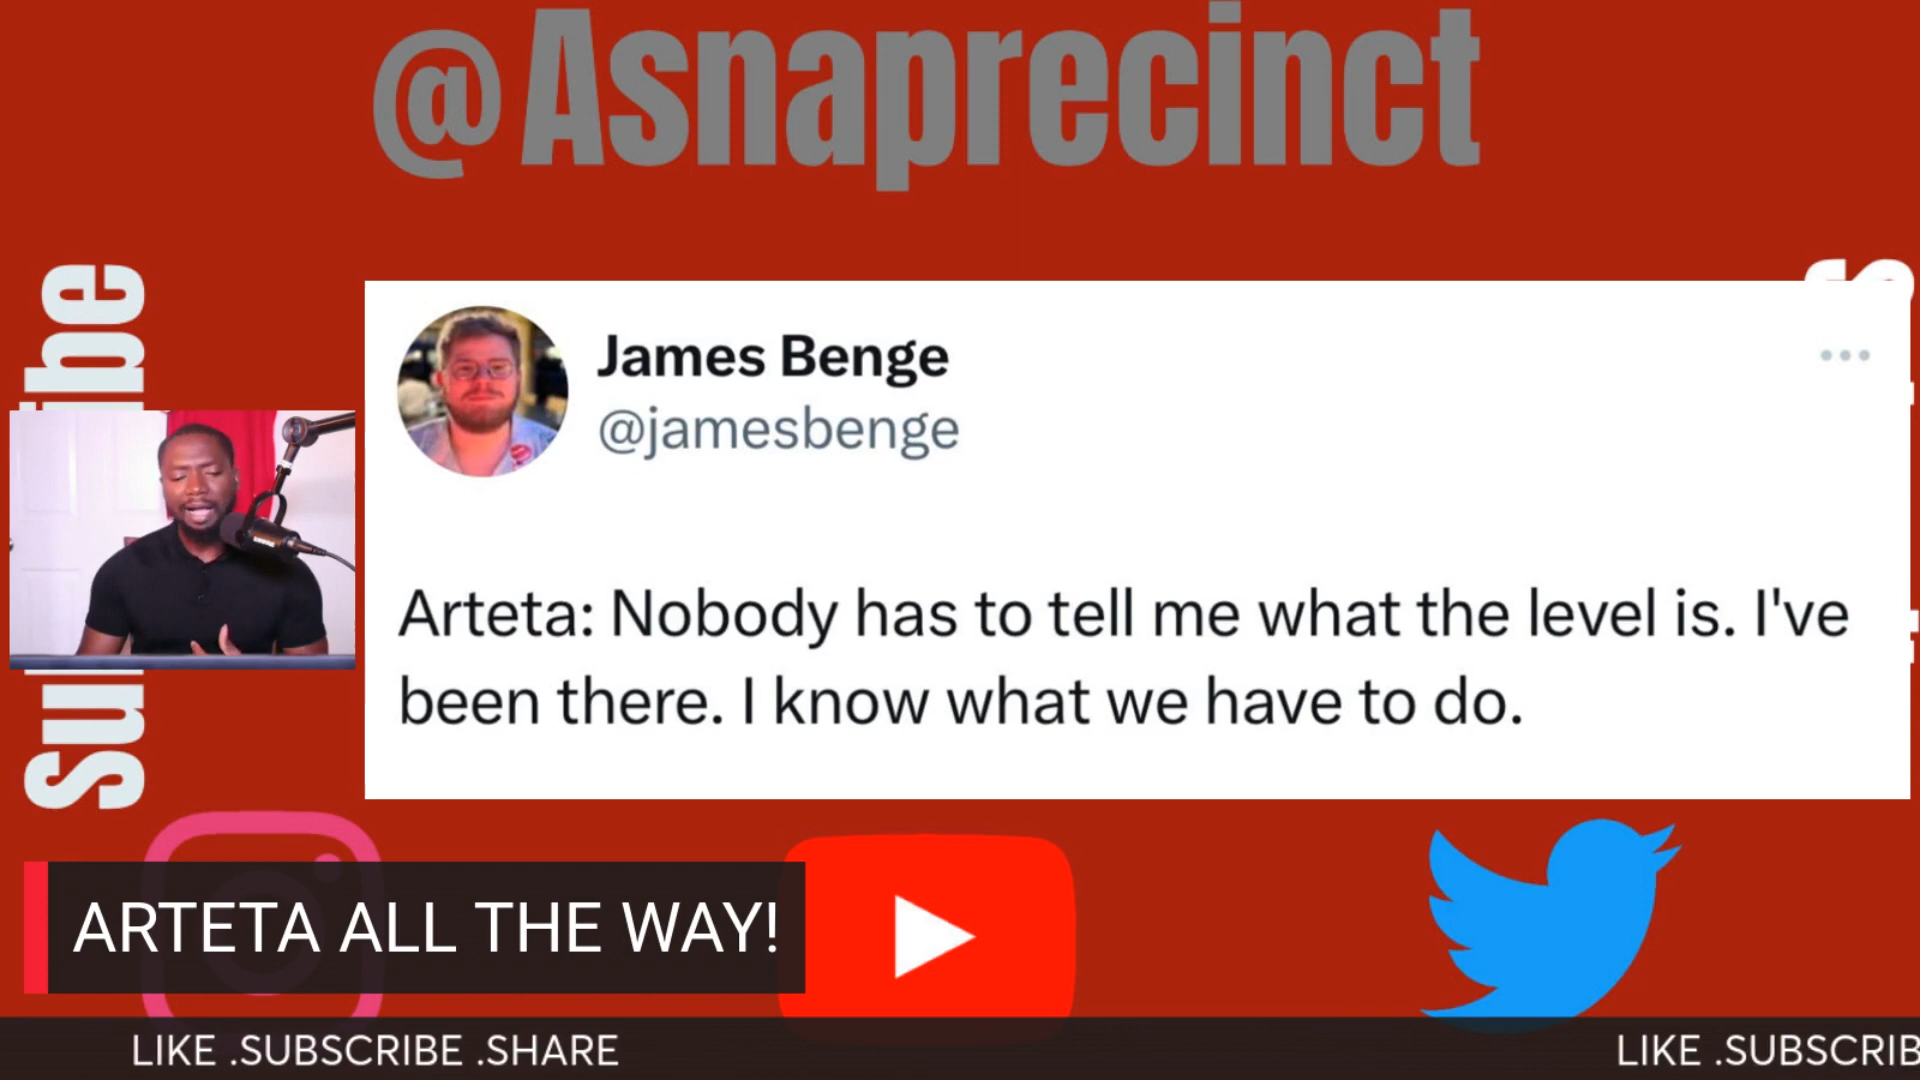 @Asnaprecinct
James Benge
@jamesbenge
Arteta: Nobody has to tell me what the level is. I've
been there. I know what we have to do.
ARTETA ALL THE WAY!
LIKE .SUBSCRIBE .SHARE
LIKE .SUBSCRIB